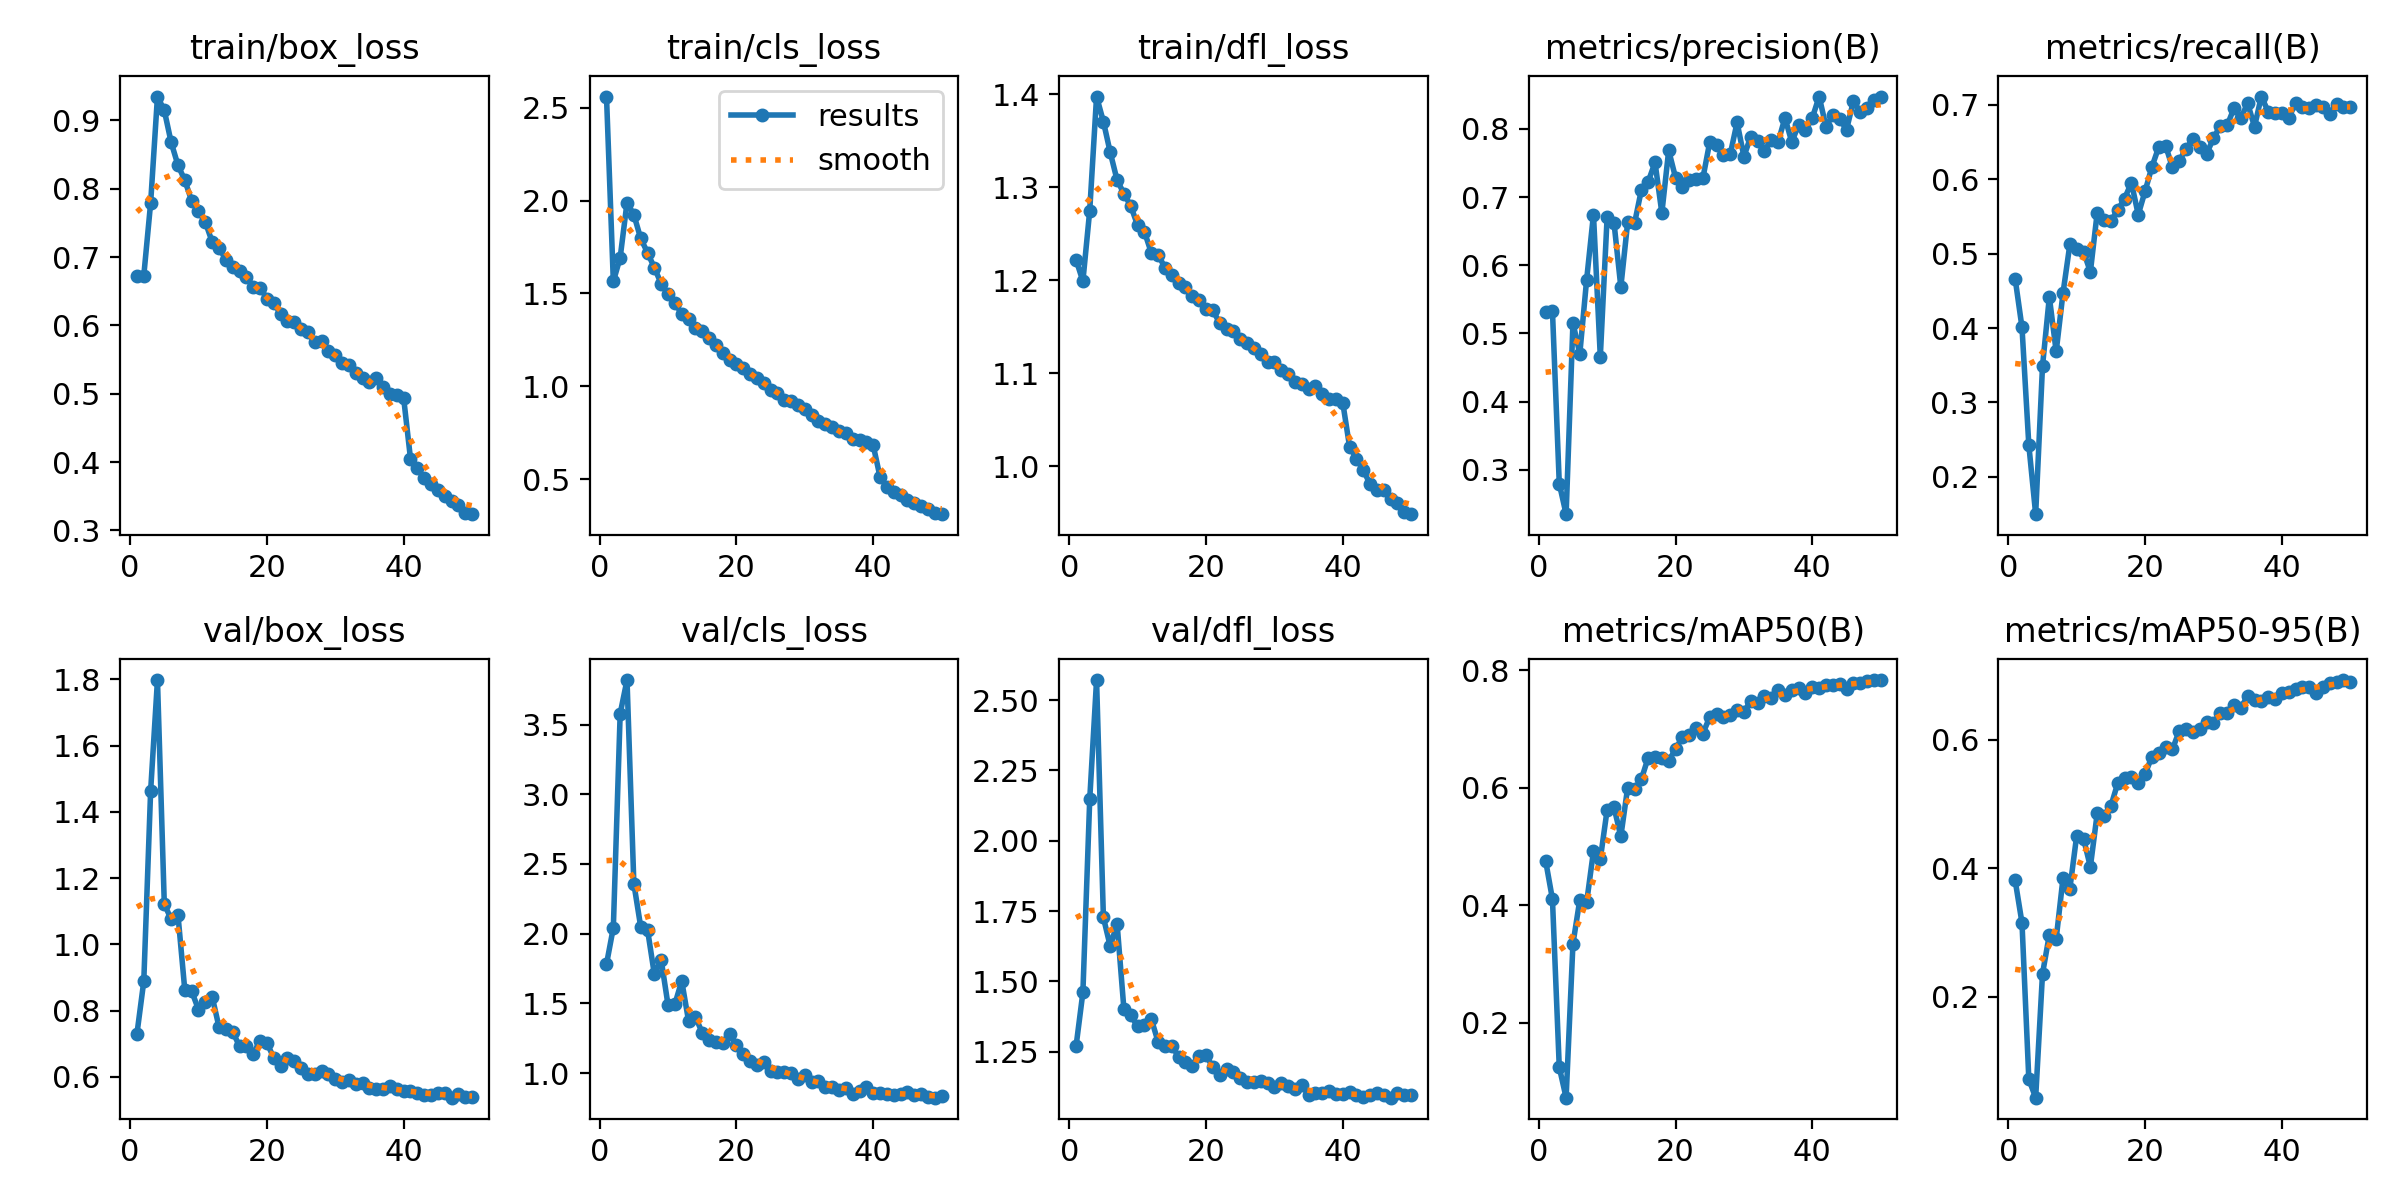 train/box_loss
train/cls_loss
train/dfl_loss
metrics/precision(B)
metrics/recall(B)
0.9
0.8
0.7
0.6
0.5
0.4
0.3
0 20 40
2.5
2.0
1.5
1.0
0.5
0 20 40
results
smooth
1.4
1.3
1.2
1.1
1.0
0 20 40
0.8
0.7
0.6
0.5
0.4
0.3
0 20 40
0.7
0.6
0.5
0.4
0.3
0.2
0 20 40
val/box_loss
val/cls_loss
val/dfl_loss
metrics/mAP50(B)
metrics/mAP50-95(B)
1.8
1.6
1.4
1.2
1.0
0.8
0.6
0 20 40
3.5
3.0
2.5
2.0
1.5
1.0
0 20 40
2.50
2.25
2.00
1.75
1.50
1.25
0 20 40
0.8
0.6
0.4
0.2
0 20 40
0.6
0.4
0.2
0 20 40